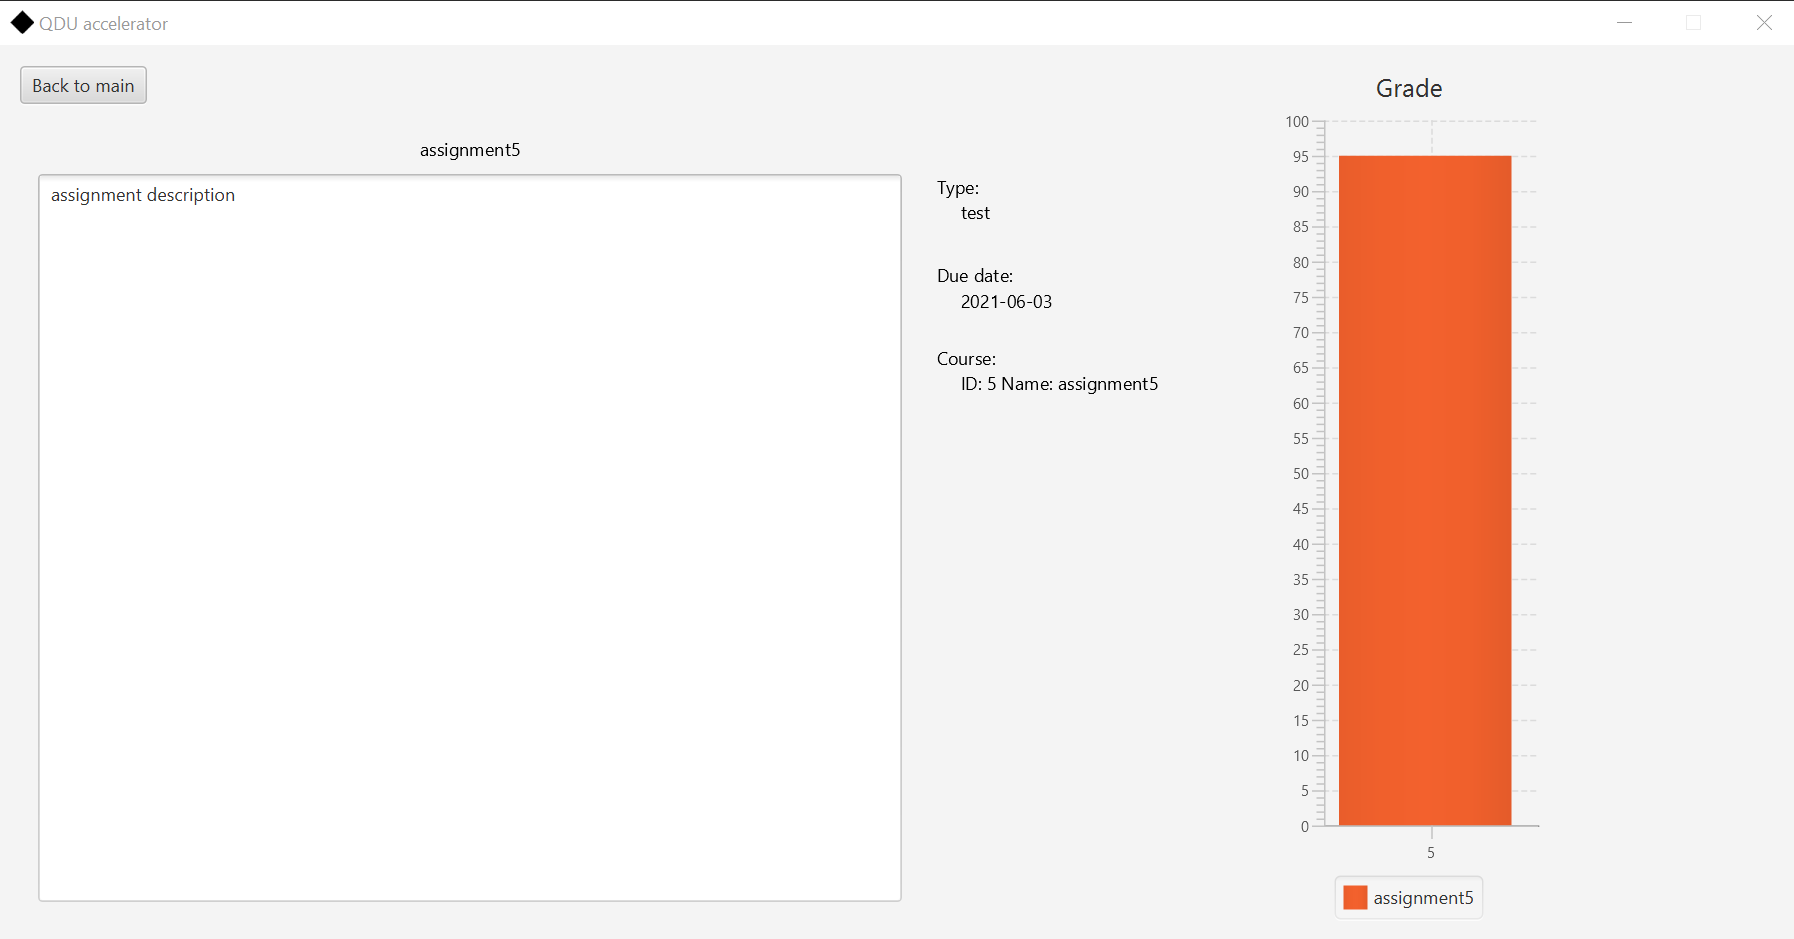 QDU accelerator
Back to main
assignment5
assignment description
Type:
test
Due date:
2021-06-03
Course:
ID: 5 Name: assignment5
Grade
100
95
90
85
80
75
70
65
60
55
50
45
40
35
30
25
20
15
10
5
0
5
assignment5